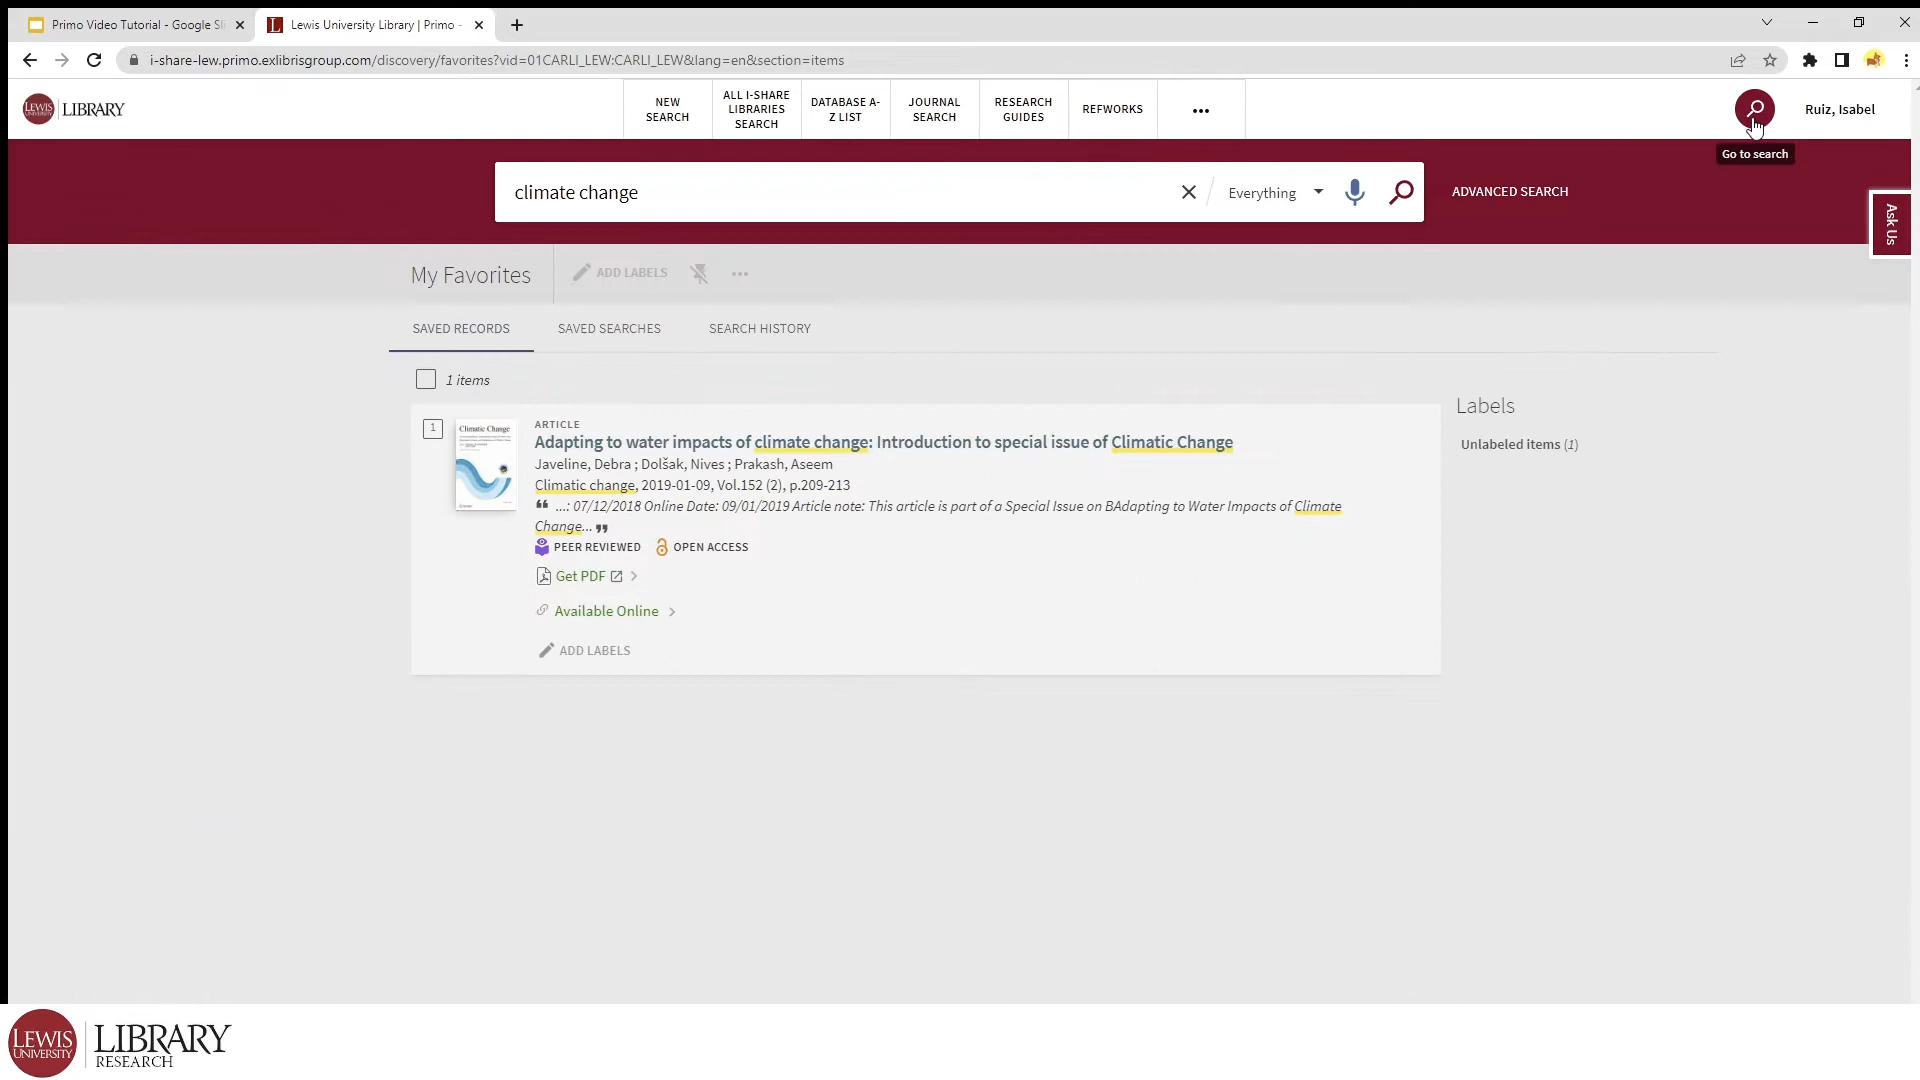 Primo Video Tutorial - Google Sli
Lewis University Library | Primo -
i-share-lew.primo.exlibrisgroup.com/discovery/favorites?vid=01CARLI_LEW:CARLI_LEW&lang=en&section=items
LEWIS
UNIVERSITY
LIBRARY
NEW
SEARCH
ALL I-SHARE
LIBRARIES
SEARCH
DATABASE A-
Z LIST
JOURNAL
SEARCH
RESEARCH
GUIDES
REFWORKS
...
Ruiz, Isabel
Go to search
climate change
Everything
ADVANCED SEARCH
Ask Us
My Favorites
ADD LABELS
...
SAVED RECORDS
SAVED SEARCHES
SEARCH HISTORY
1 items
1
Climatic Change
ARTICLE
Adapting to water impacts of climate change: Introduction to special issue of Climatic Change
Javeline, Debra ; Dolšak, Nives ; Prakash, Aseem
Climatic change, 2019-01-09, Vol.152 (2), p.209-213
“ ...: 07/12/2018 Online Date: 09/01/2019 Article note: This article is part of a Special Issue on BAdapting to Water Impacts of Climate
Change... ”
PEER REVIEWED
OPEN ACCESS
Get PDF
Available Online
ADD LABELS
Labels
Unlabeled items (1)
LEWIS
UNIVERSITY
LIBRARY
RESEARCH